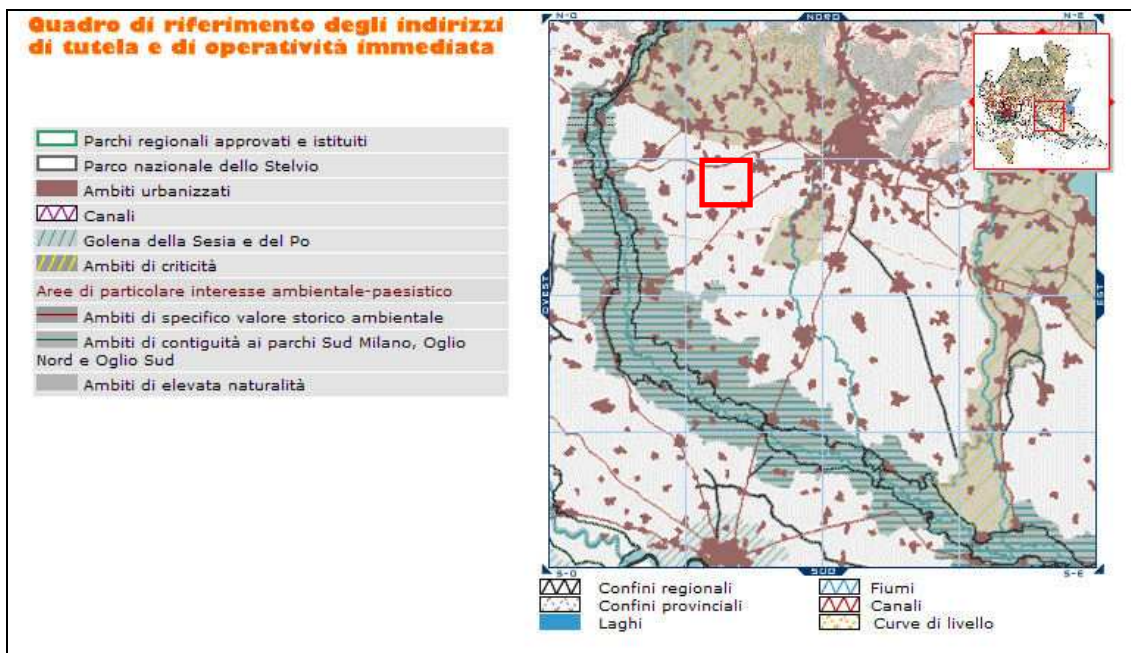 Quadro di riferimento degli indirizzi
di tutela e di operatività immediata
Parchi regionali approvati e istituiti
Parco nazionale dello Stelvio
Ambiti urbanizzati
Canali
Golena della Sesia e del Po
Ambiti di criticità
Aree di particolare interesse ambientale-paesistico
Ambiti di specifico valore storico ambientale
Ambiti di contiguità ai parchi Sud Milano, Oglio
Nord e Oglio Sud
Ambiti di elevata naturalità
N-O
NORD
N-E
OVEST
EST
S-O
SUD
S-E
Confini regionali
Confini provinciali
Laghi
Fiumi
Canali
Curve di livello